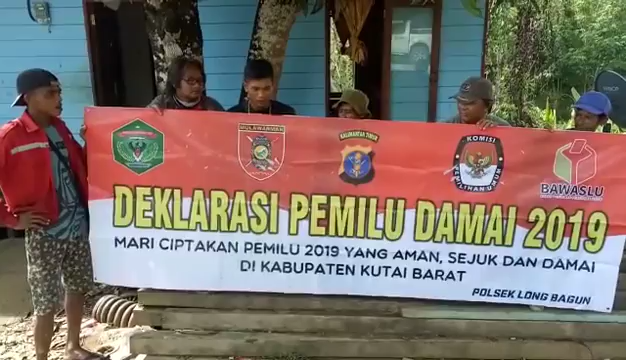 MULAWARMAN
KALIMANTAN TIMUR
KOMISI
PEMILIHAN UMUM
BAWASLU
DEKLARASI PEMILU DAMAI 2019
MARI CIPTAKAN PEMILU 2019 YANG AMAN, SEJUK DAN DAMAI
DI KABUPATEN KUTAI BARAT
POLSEK LONG BAGUN